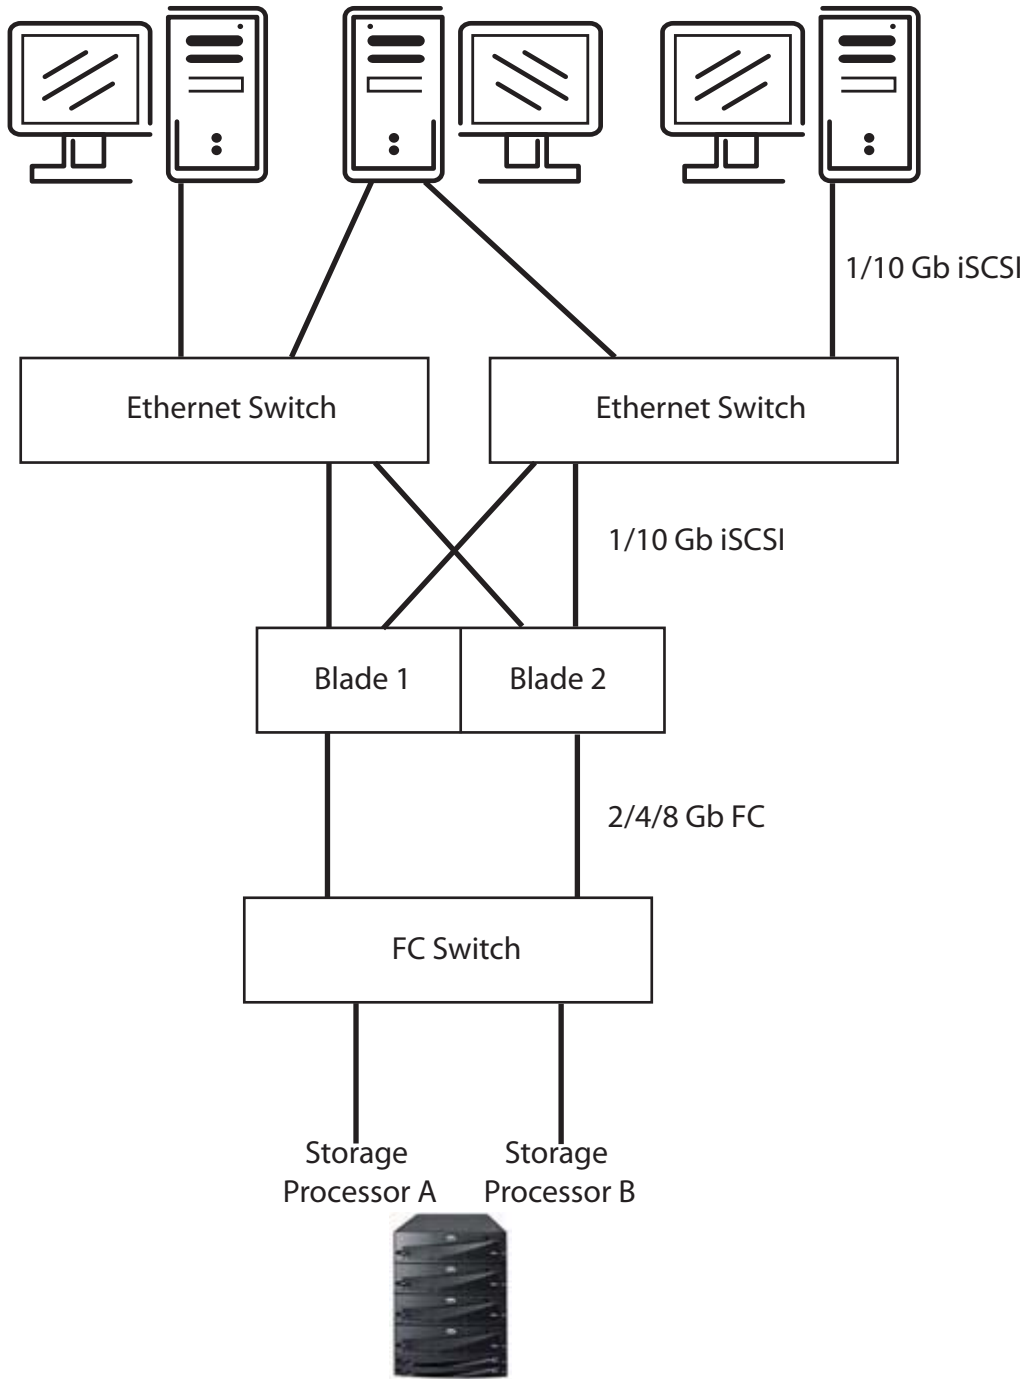 1/10 Gb iSCSI
Ethernet Switch
Ethernet Switch
1/10 Gb iSCSI
Blade 1
Blade 2
2/4/8 Gb FC
FC Switch
Storage
Processor A
Storage
Processor B